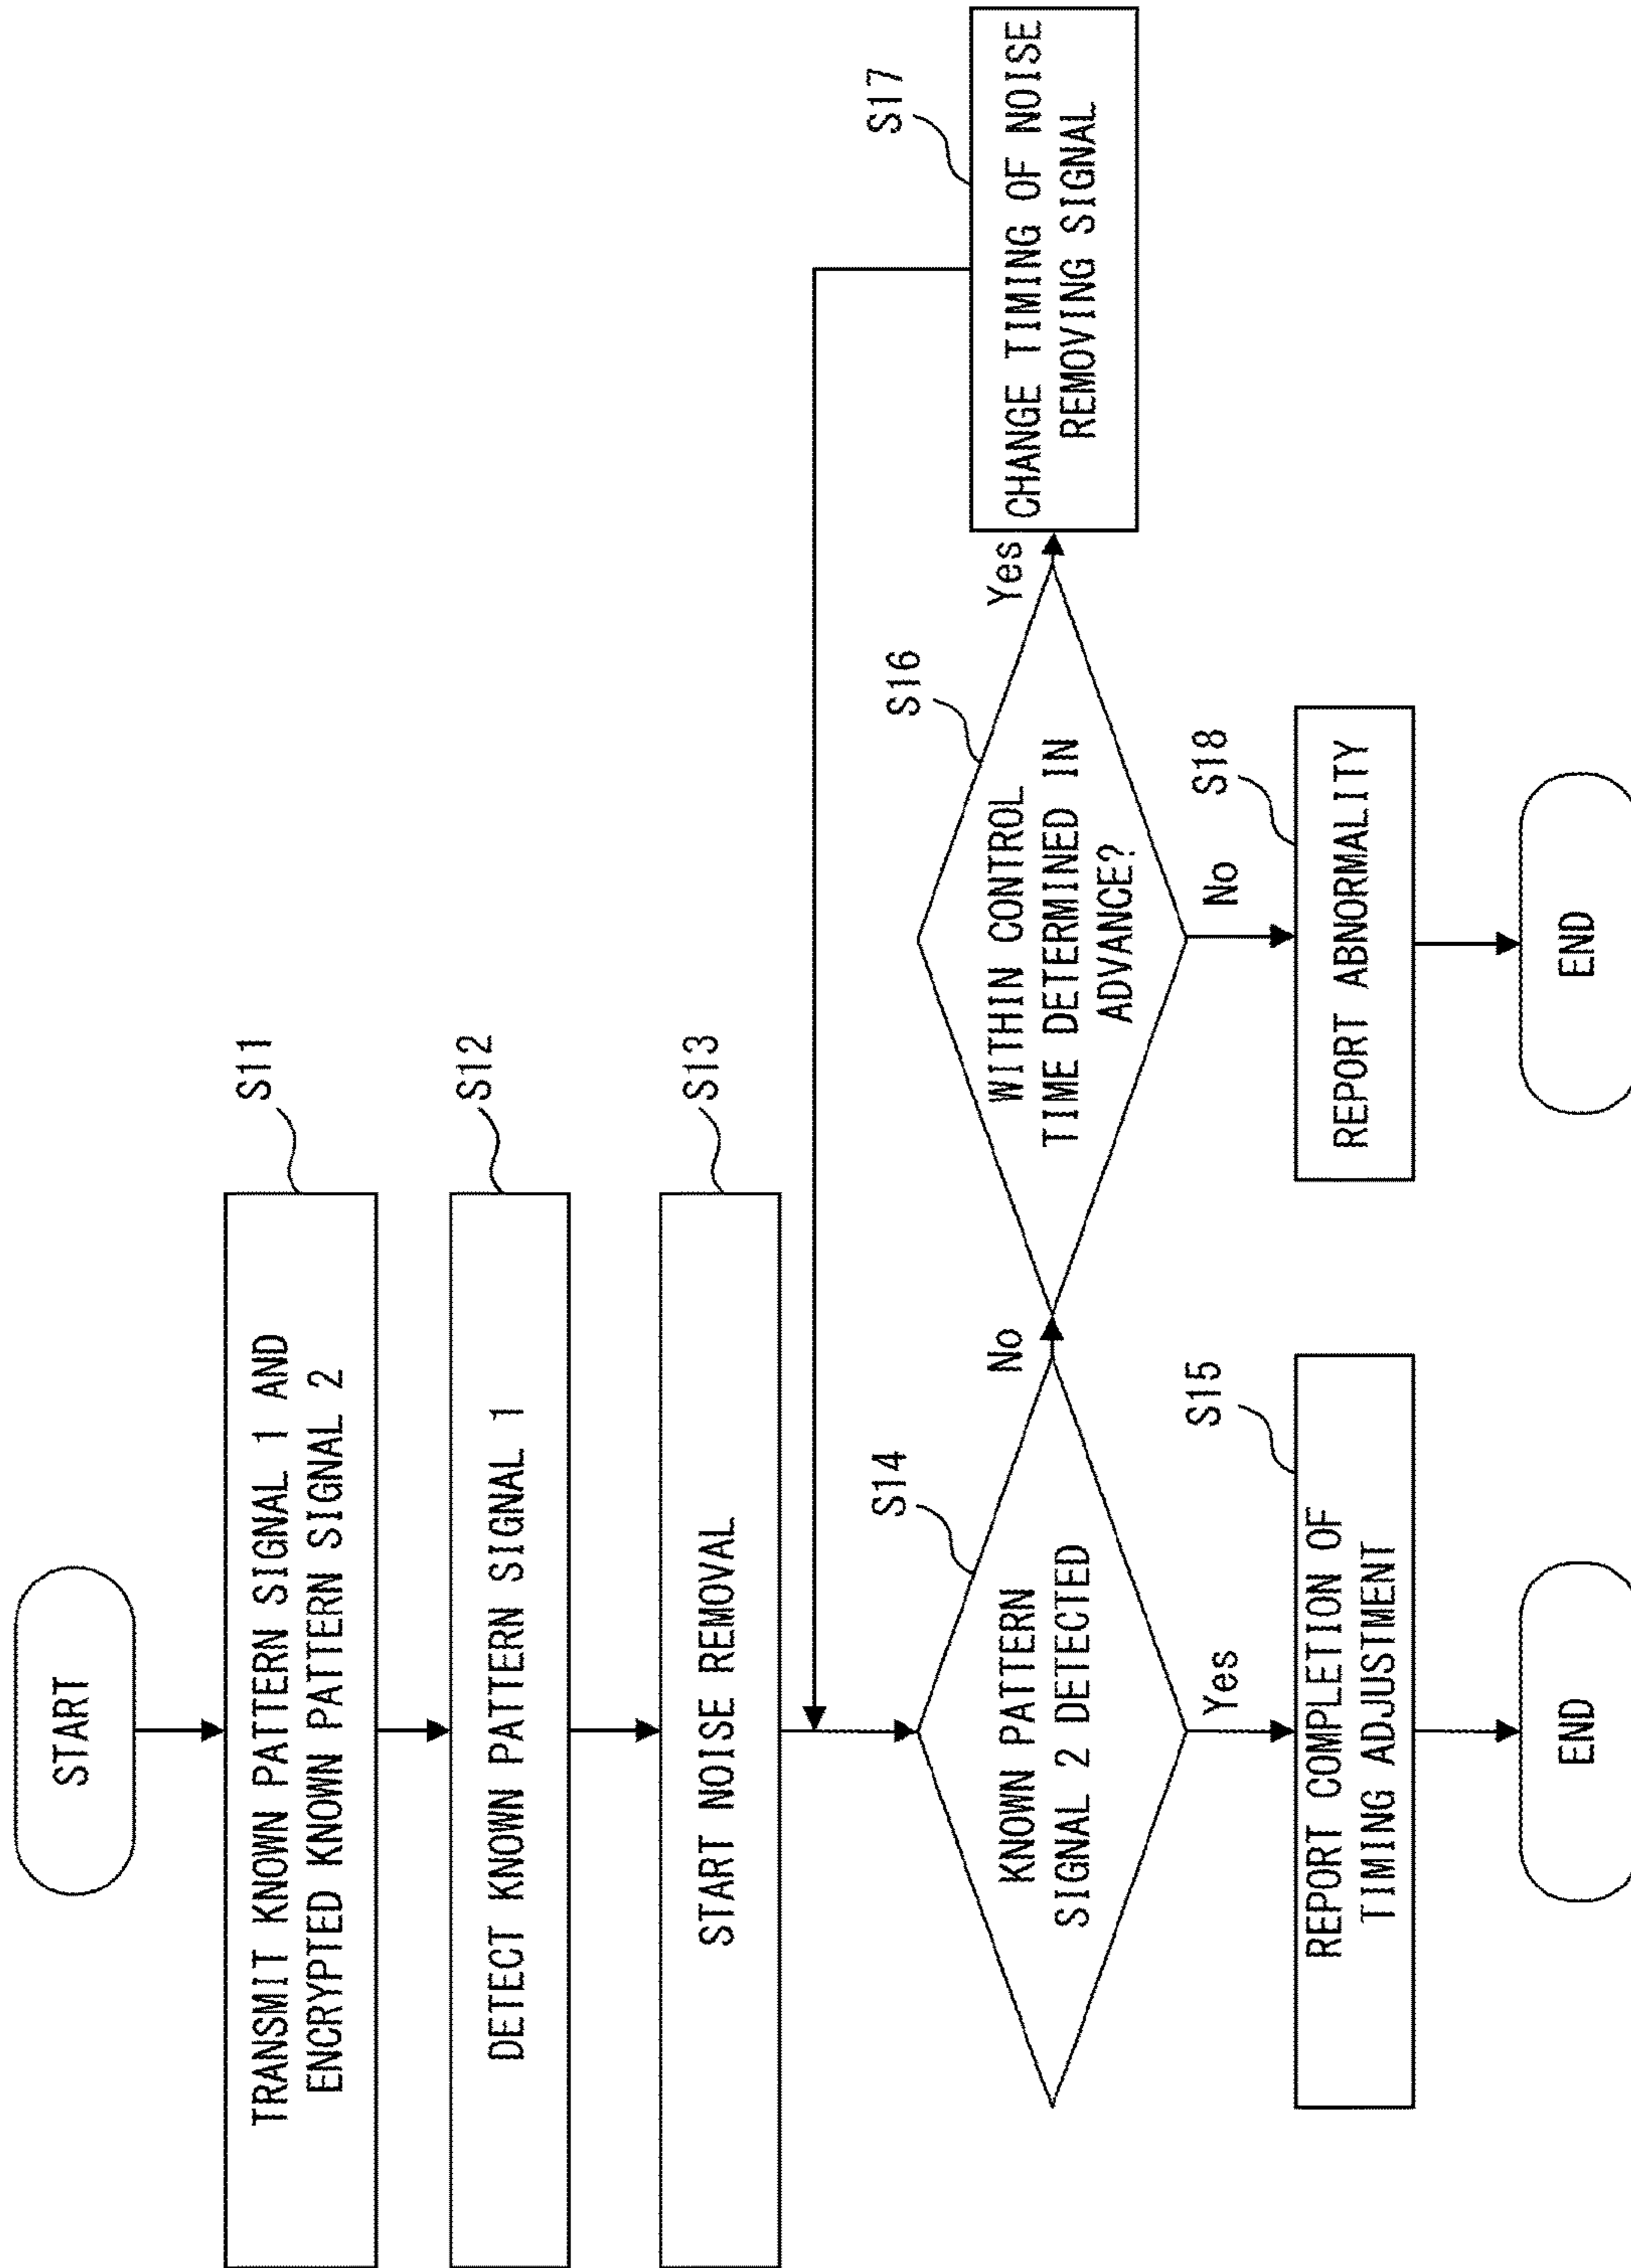 START
S11
TRANSMIT KNOWN PATTERN SIGNAL 1 AND
ENCRYPTED KNOWN PATTERN SIGNAL 2
S12
DETECT KNOWN PATTERN SIGNAL 1
S13
START NOISE REMOVAL
S14
KNOWN PATTERN
SIGNAL 2 DETECTED
No
Yes
S15
REPORT COMPLETION OF
TIMING ADJUSTMENT
END
S16
WITHIN CONTROL
TIME DETERMINED IN
ADVANCE?
Yes
No
S17
CHANGE TIMING OF NOISE
REMOVING SIGNAL
S18
REPORT ABNORMALITY
END